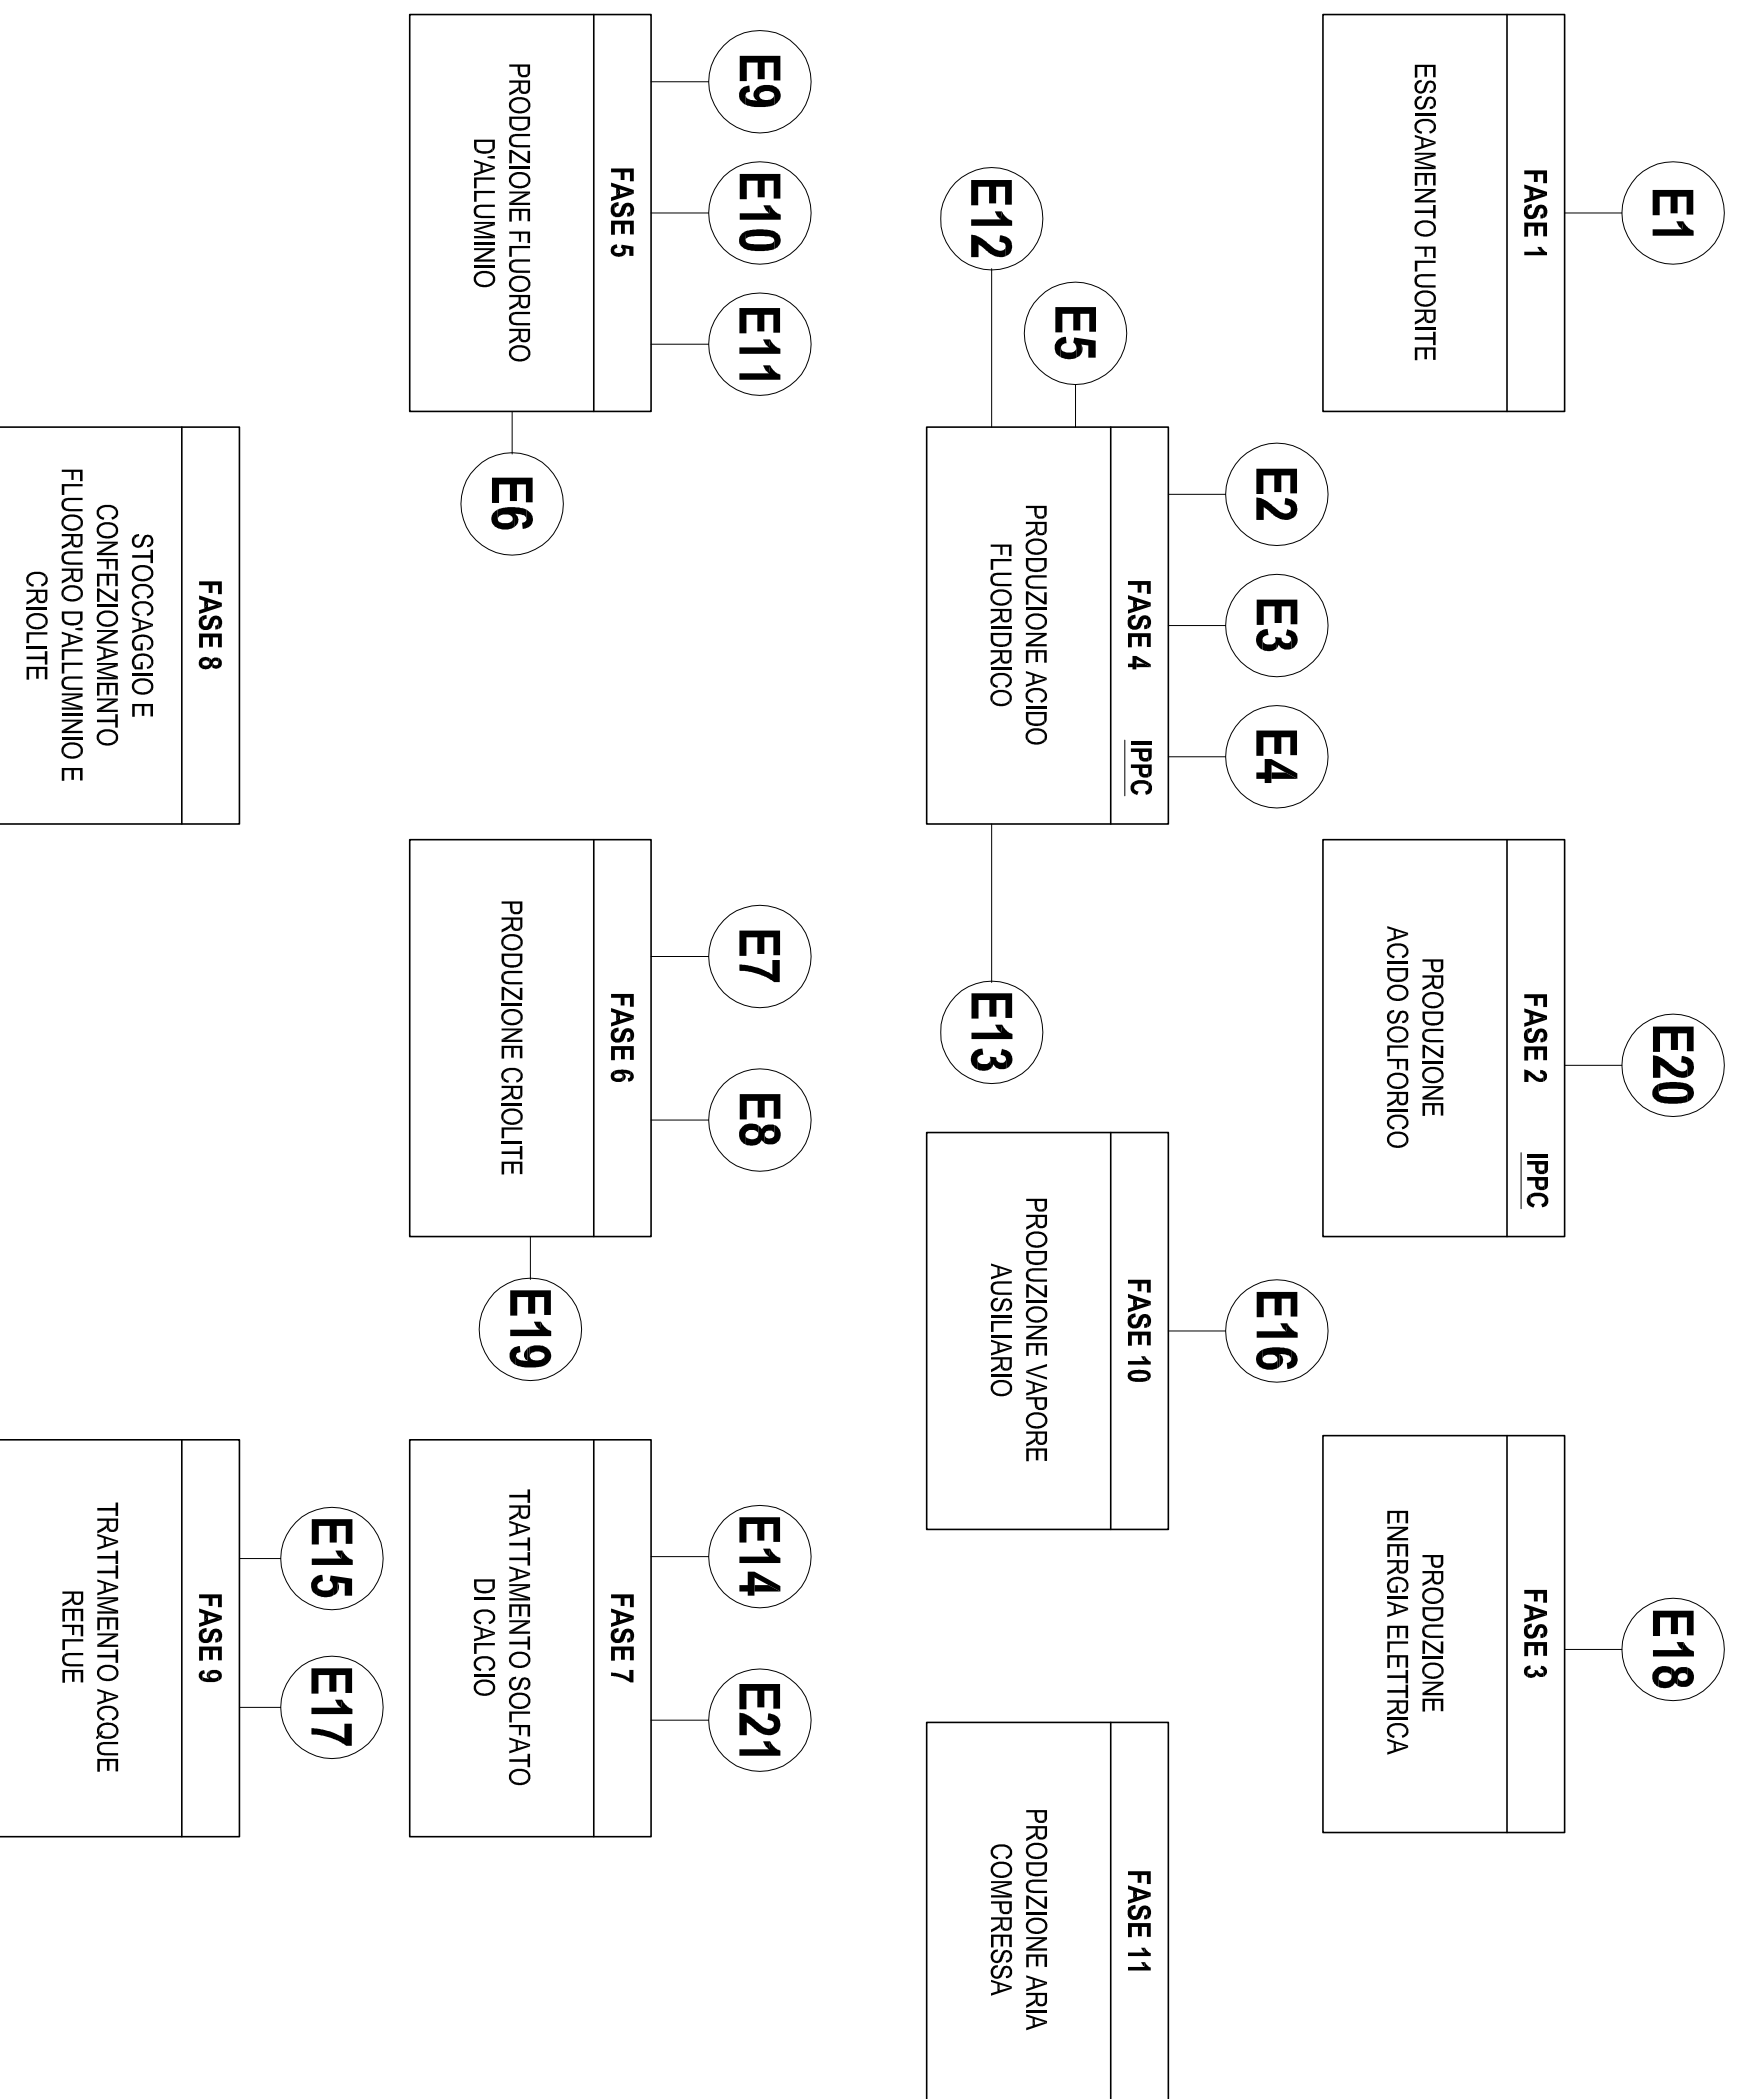 E1
FASE 1
ESSICAMENTO FLUORITE
E20
FASE 2
IPPC
PRODUZIONE
ACIDO SOLFORICO
E18
FASE 3
PRODUZIONE
ENERGIA ELETTRICA
E2
E3
E4
E5
E12
FASE 4
IPPC
PRODUZIONE ACIDO
FLUORIDRICO
E13
E16
FASE 10
PRODUZIONE VAPORE
AUSILIARIO
FASE 11
PRODUZIONE ARIA
COMPRESSA
E9
E10
E11
FASE 5
PRODUZIONE FLUORURO
D'ALLUMINIO
E6
E7
E8
FASE 6
PRODUZIONE CRIOLITE
E19
E14
E21
FASE 7
TRATTAMENTO SOLFATO
DI CALCIO
FASE 8
STOCCAGGIO E
CONFEZIONAMENTO
FLUORURO D'ALLUMINIO E
CRIOLITE
E15
E17
FASE 9
TRATTAMENTO ACQUE
REFLUE